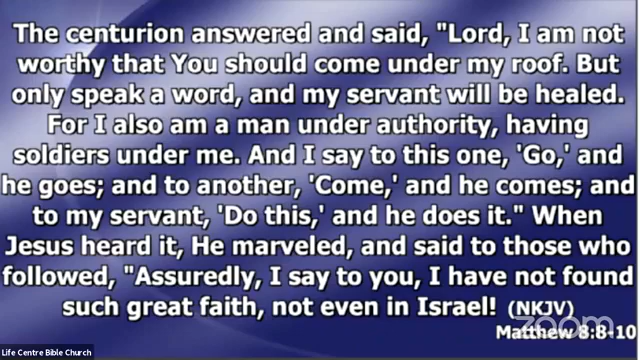 The centurion answered and said, "Lord, I am not
worthy that You should come under my roof. But
only speak a word, and my servant will be healed.
For I also am a man under authority, having
soldiers under me. And I say to this one, 'Go,' and
he goes; and to another, 'Come,' and he comes; and
to my servant, 'Do this,' and he does it." When
Jesus heard it, He marveled, and said to those who
followed, "Assuredly, I say to you, I have not found
such great faith, not even in Israel! (NKJV)
zoom
Matthew 8:8-10
Life Centre Bible Church